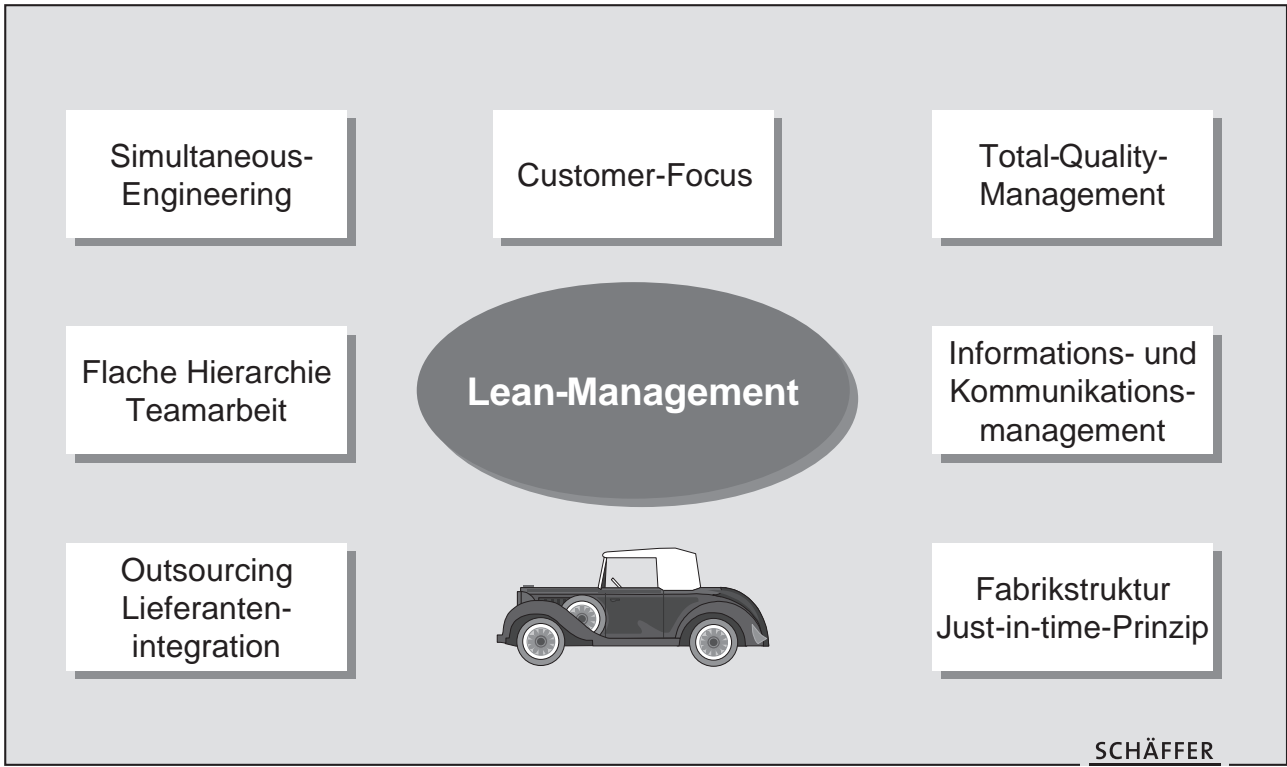 Simultaneous-
Engineering
Customer-Focus
Total-Quality-
Management
Flache Hierarchie
Teamarbeit
Lean-Management
Informations- und
Kommunikations-
management
Outsourcing
Lieferanten-
integration
Fabrikstruktur
Just-in-time-Prinzip
SCHÄFFER